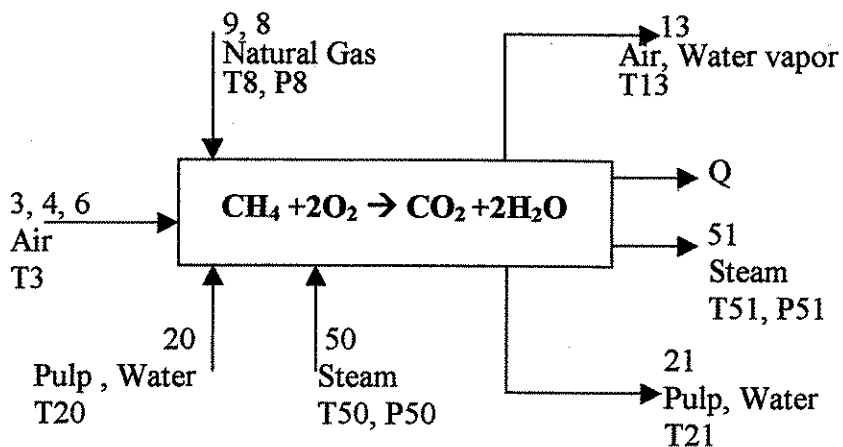 9, 8
Natural Gas
T8, P8
13
Air, Water vapor
T13
CH₄ +2O₂ → CO₂ +2H₂O
Q
3, 4, 6
Air
T3
51
Steam
T51, P51
20
Pulp , Water
T20
50
Steam
T50, P50
21
Pulp, Water
T21